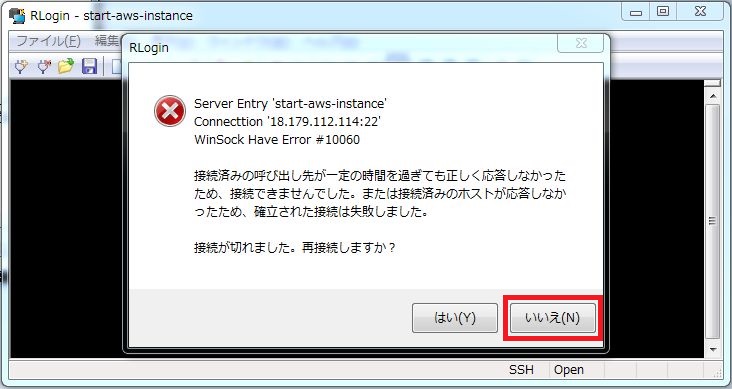 RLogin - start-aws-instance
ファイル(F) 編集
RLogin
Server Entry 'start-aws-instance'
Connecttion '18.179.112.114:22'
WinSock Have Error #10060
接続済みの呼び出し先が一定の時間を過ぎても正しく応答しなかった
ため、接続できませんでした。または接続済みのホストが応答しなか
ったため、確立された接続は失敗しました。
接続が切れました。再接続しますか？
はい(Y) いいえ(N)
SSH Open